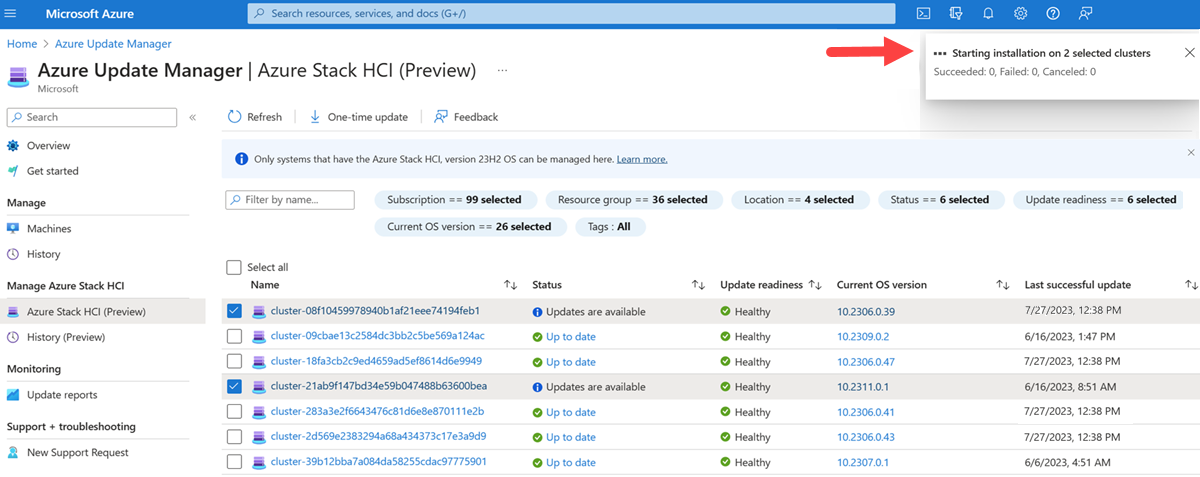 Microsoft Azure
Search resources, services, and docs (G+/)
Home > Azure Update Manager
Azure Update Manager | Azure Stack HCI (Preview) ...
Microsoft
Starting installation on 2 selected clusters
Succeeded: 0, Failed: 0, Canceled: 0
Search
Overview
Get started
Manage
Machines
History
Manage Azure Stack HCI
Azure Stack HCI (Preview)
History (Preview)
Monitoring
Update reports
Support + troubleshooting
New Support Request
Refresh One-time update Feedback
Only systems that have the Azure Stack HCI, version 23H2 OS can be managed here. Learn more.
Filter by name... Subscription == 99 selected Resource group == 36 selected Location == 4 selected Status == 6 selected Update readiness == 6 selected
Current OS version == 26 selected Tags : All
Select all
Name Status Update readiness Current OS version Last successful update
cluster-08f10459978940b1af21eee74194feb1 Updates are available Healthy 10.2306.0.39 7/27/2023, 12:38 PM
cluster-09cbae13c2584dc3bb2c5be569a124ac Up to date Healthy 10.2309.0.2 6/16/2023, 1:47 PM
cluster-18fa3cb2c9ed4659ad5ef8614d6e9949 Up to date Healthy 10.2306.0.47 7/27/2023, 12:38 PM
cluster-21ab9f147bd34e59b047488b63600bea Updates are available Healthy 10.2311.0.1 6/16/2023, 8:51 AM
cluster-283a3e2f6643476c81d6e8e870111e2b Up to date Healthy 10.2306.0.41 7/27/2023, 12:38 PM
cluster-2d569e2383294a68a434373c17e3a9d9 Up to date Healthy 10.2306.0.43 7/27/2023, 12:38 PM
cluster-39b12bba7a084da58255cdac97775901 Up to date Healthy 10.2307.0.1 6/6/2023, 4:51 AM